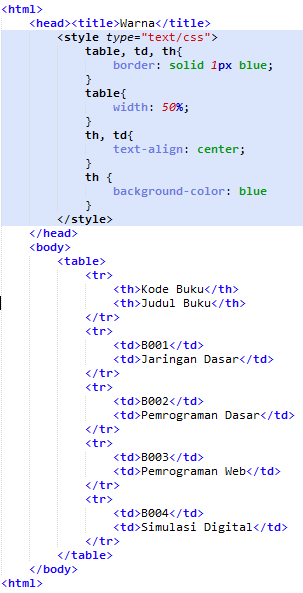 <html>
<head><title>Warna</title>
<style type="text/css">
table, td, th{
border: solid 1px blue;
}
table{
width: 50%;
}
th, td{
text-align: center;
}
th {
background-color: blue
}
</style>
</head>
<body>
<table>
<tr>
<th>Kode Buku</th>
<th>Judul Buku</th>
</tr>
<tr>
<td>B001</td>
<td>Jaringan Dasar</td>
</tr>
<tr>
<td>B002</td>
<td>Pemrograman Dasar</td>
</tr>
<tr>
<td>B003</td>
<td>Pemrograman Web</td>
</tr>
<tr>
<td>B004</td>
<td>Simulasi Digital</td>
</tr>
</table>
</body>
<html>